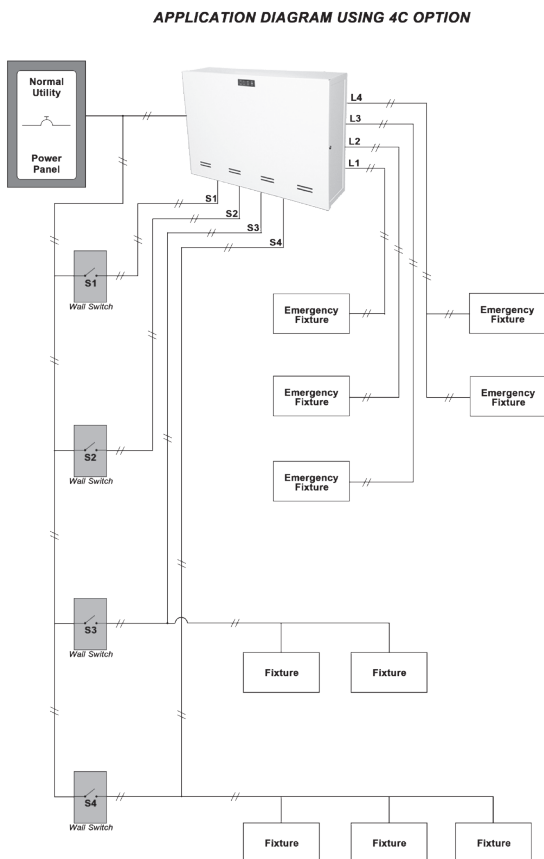 APPLICATION DIAGRAM USING 4C OPTION
Normal
Utility
Power
Panel
L4
L3
L2
L1
S1
S2
S3
S4
S1
Wall Switch
Emergency
Fixture
Emergency
Fixture
Emergency
Fixture
Emergency
Fixture
S2
Wall Switch
Emergency
Fixture
S3
Wall Switch
Fixture
Fixture
S4
Wall Switch
Fixture
Fixture
Fixture